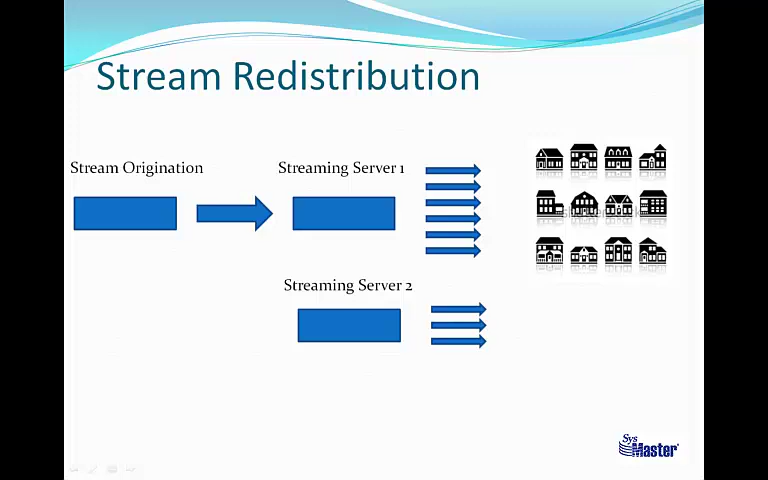 Stream Redistribution
Stream Origination
Streaming Server 1
Streaming Server 2
Sys
Master